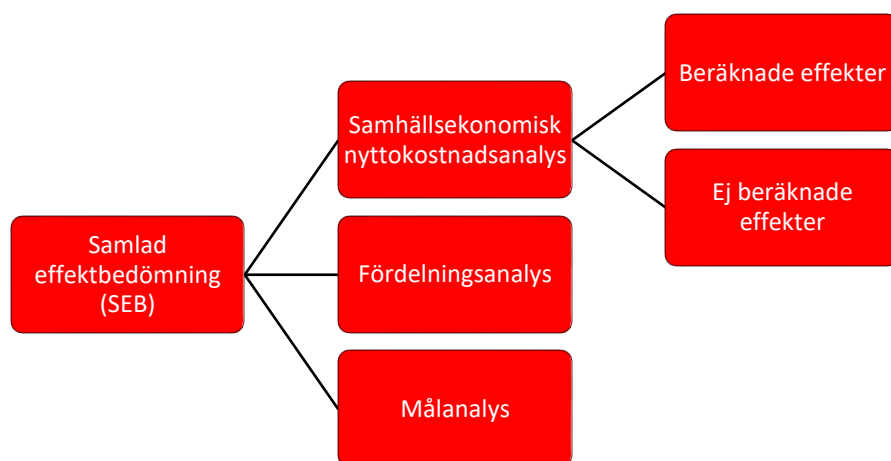 Samlad
effektbedömning
(SEB)
Samhällsekonomisk
nyttokostnadsanalys
Fördelningsanalys
Målanalys
Beräknade effekter
Ej beräknade
effekter